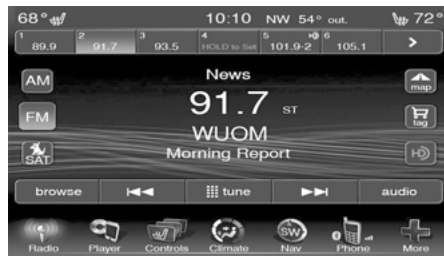 68° 10:10 NW 54° out. 72°
1 89.9 2 91.7 3 93.5 4 HOLD to Set 5 101.9-2 HD 6 105.1 >
AM News map
FM 91.7 ST tag
WUOM
SAT Morning Report HD
browse tune audio
Radio Player Controls Climate SW Nav Phone More